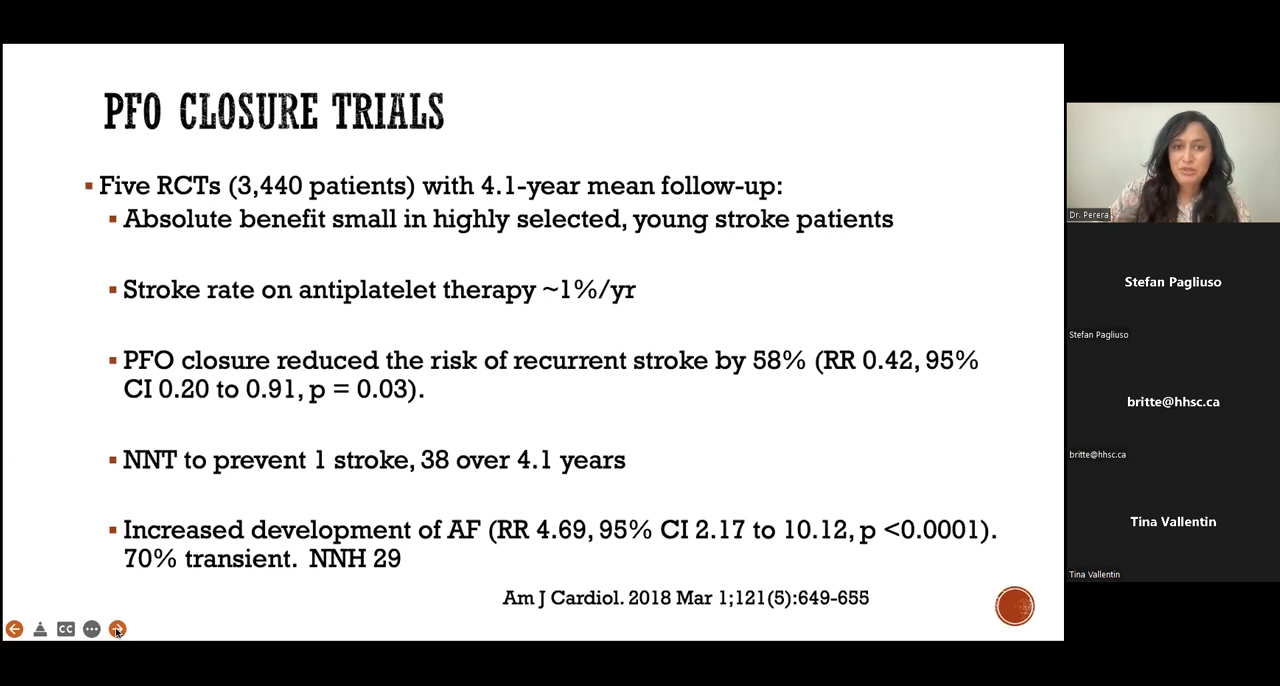 PFO CLOSURE TRIALS
Five RCTs (3,440 patients) with 4.1-year mean follow-up:
Absolute benefit small in highly selected, young stroke patients
Stroke rate on antiplatelet therapy ~1%/yr
PFO closure reduced the risk of recurrent stroke by 58% (RR 0.42, 95%
CI 0.20 to 0.91, p = 0.03).
NNT to prevent 1 stroke, 38 over 4.1 years
Increased development of AF (RR 4.69, 95% CI 2.17 to 10.12, p <0.0001).
70% transient.  NNH 29
Am J Cardiol. 2018 Mar 1;121(5):649-655
CC
Dr. Perera
Stefan Pagliuso
Stefan Pagliuso
britte@hhsc.ca
britte@hhsc.ca
Tina Vallentin
Tina Vallentin